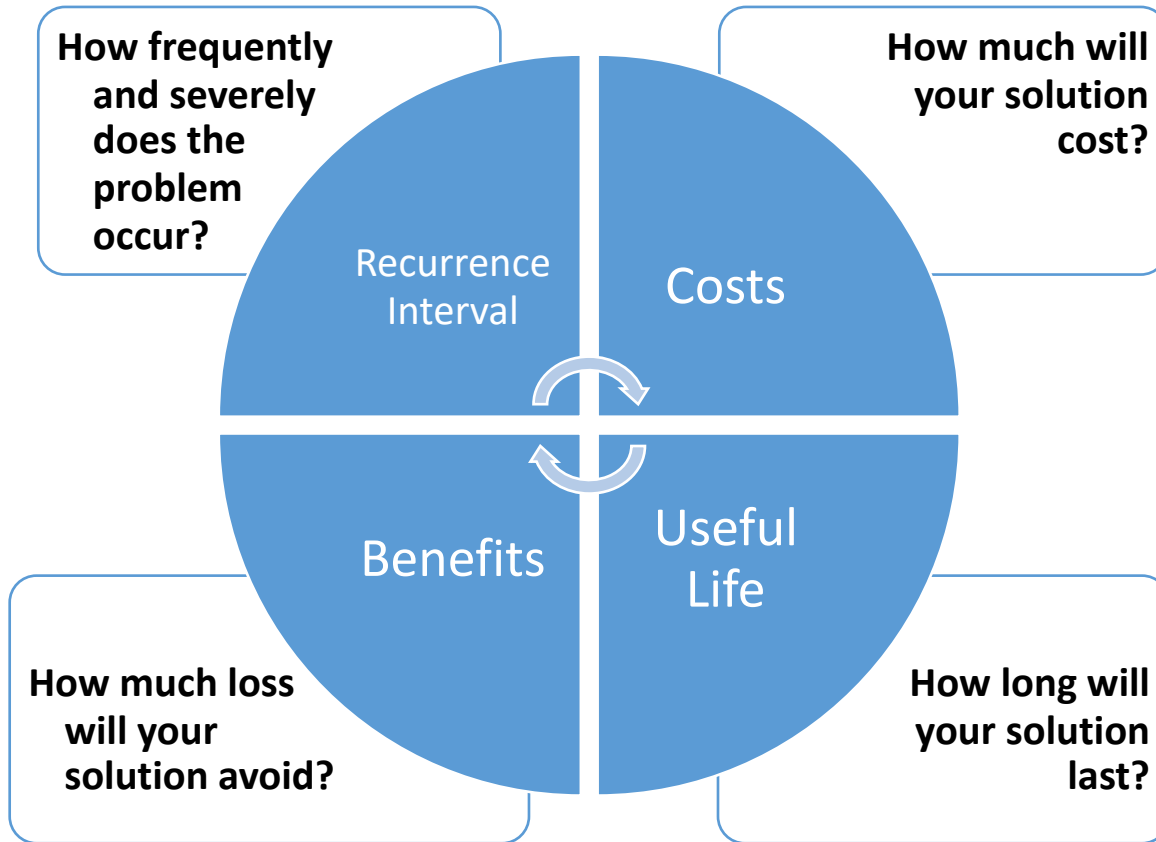 How frequently
and severely
does the
problem
occur?
Recurrence
Interval
How much will
your solution
cost?
Costs
Benefits
How much loss
will your
solution avoid?
Useful
Life
How long will
your solution
last?